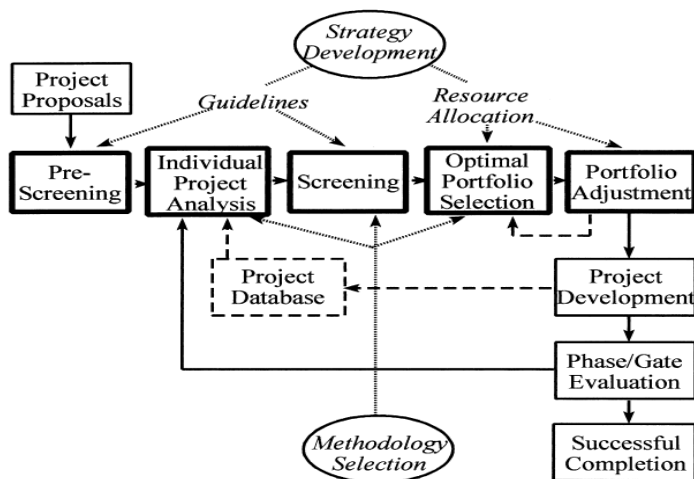 Strategy
Development
Project
Proposals
Guidelines
Resource
Allocation
Pre-
Screening
Individual
Project
Analysis
Screening
Optimal
Portfolio
Selection
Portfolio
Adjustment
Project
Database
Project
Development
Phase/Gate
Evaluation
Methodology
Selection
Successful
Completion